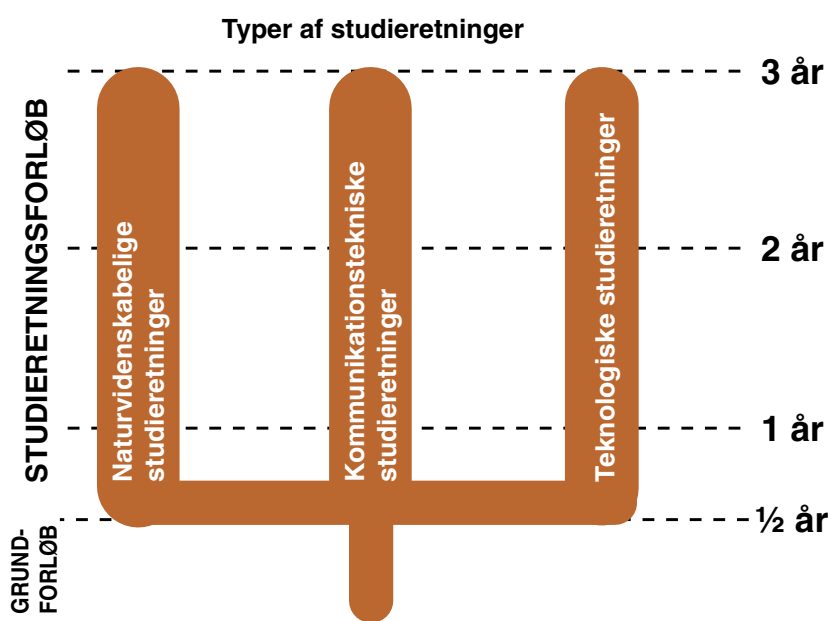 Typer af studieretninger
3 år
2 år
1 år
½ år
STUDIERETNINGSFORLØB
GRUND-
FORLØB
Naturvidenskabelige
studieretninger
Kommunikationstekniske
studieretninger
Teknologiske studieretninger